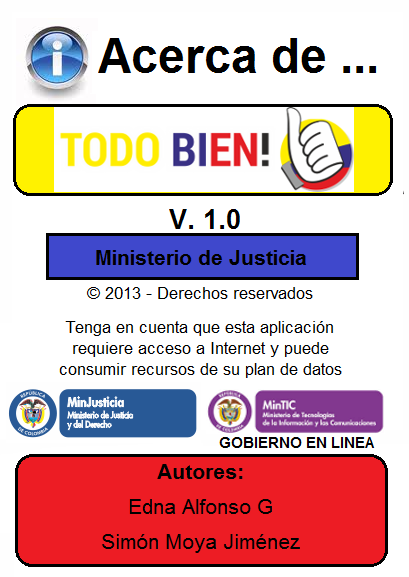 i Acerca de ...
TODO BIEN!
V. 1.0
Ministerio de Justicia
© 2013 - Derechos reservados
Tenga en cuenta que esta aplicación
requiere acceso a Internet y puede
consumir recursos de su plan de datos
REPÚBLICA
DE COLOMBIA
MinJusticia
Ministerio de Justicia
y del Derecho
REPÚBLICA
DE COLOMBIA
MinTIC
Ministerio de Tecnologías
de la Información y las Comunicaciones
GOBIERNO EN LINEA
Autores:
Edna Alfonso G
Simón Moya Jiménez